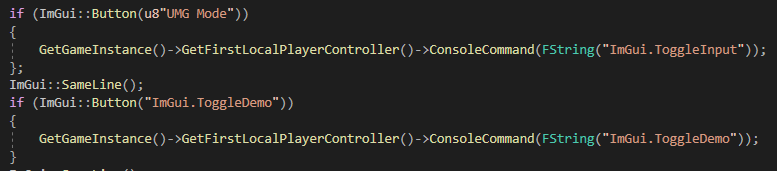 if (ImGui::Button(u8"UMG Mode"))
{
GetGameInstance()->GetFirstLocalPlayerController()->ConsoleCommand(FString("ImGui.ToggleInput"));
};
ImGui::SameLine();
if (ImGui::Button("ImGui.ToggleDemo"))
{
GetGameInstance()->GetFirstLocalPlayerController()->ConsoleCommand(FString("ImGui.ToggleDemo"));
}